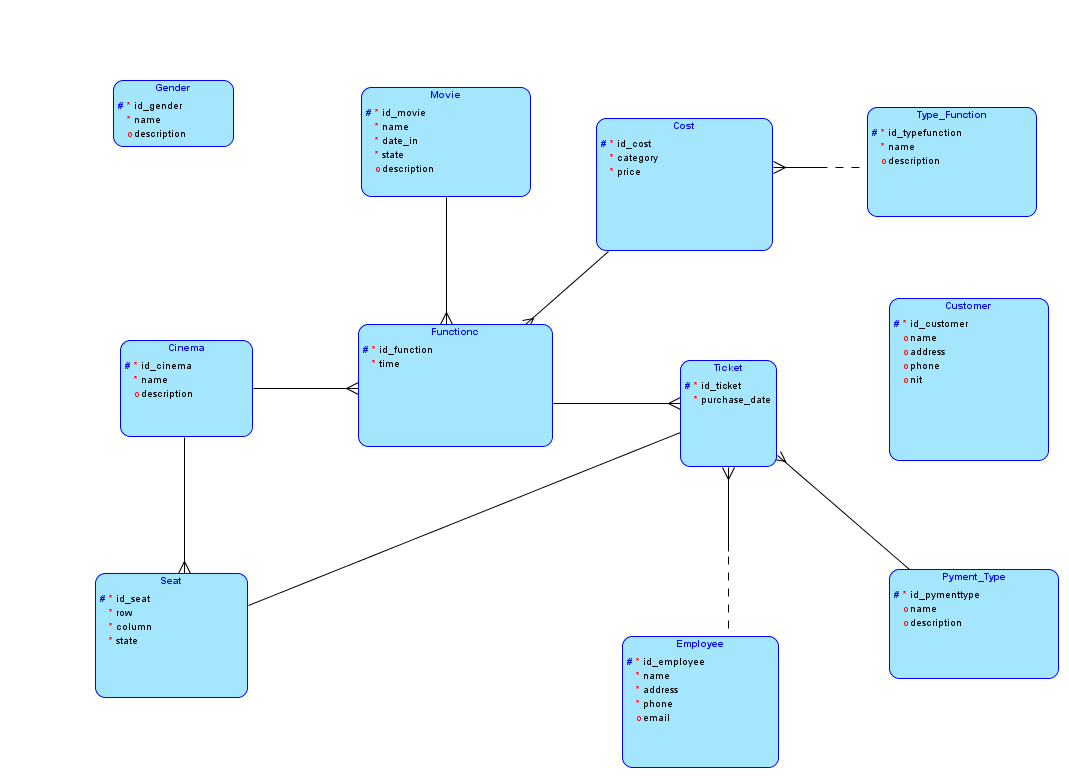 Gender
# * id_gender
* name
o description
Movie
# * id_movie
* name
* date_in
* state
o description
Cost
# * id_cost
* category
* price
Type_Function
# * id_typefunction
* name
o description
Customer
# * id_customer
o name
o address
o phone
o nit
Functionc
# * id_function
* time
Cinema
# * id_cinema
* name
o description
Ticket
# * id_ticket
* purchase_date
Seat
# * id_seat
* row
* column
* state
Pyment_Type
# * id_pymenttype
o name
o description
Employee
# * id_employee
* name
* address
* phone
o email